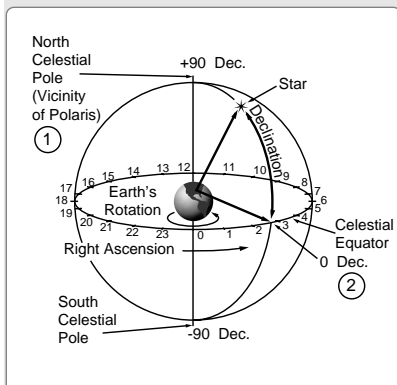 North
Celestial
Pole
(Vicinity
of Polaris)
1
+90 Dec.
Star
Declination
12
11
10
9
8
7
6
5
4
3
2
1
0
23
22
21
20
19
18
17
16
15
14
13
Earth's
Rotation
Right Ascension
Celestial
Equator
0 Dec.
2
South
Celestial
Pole
-90 Dec.